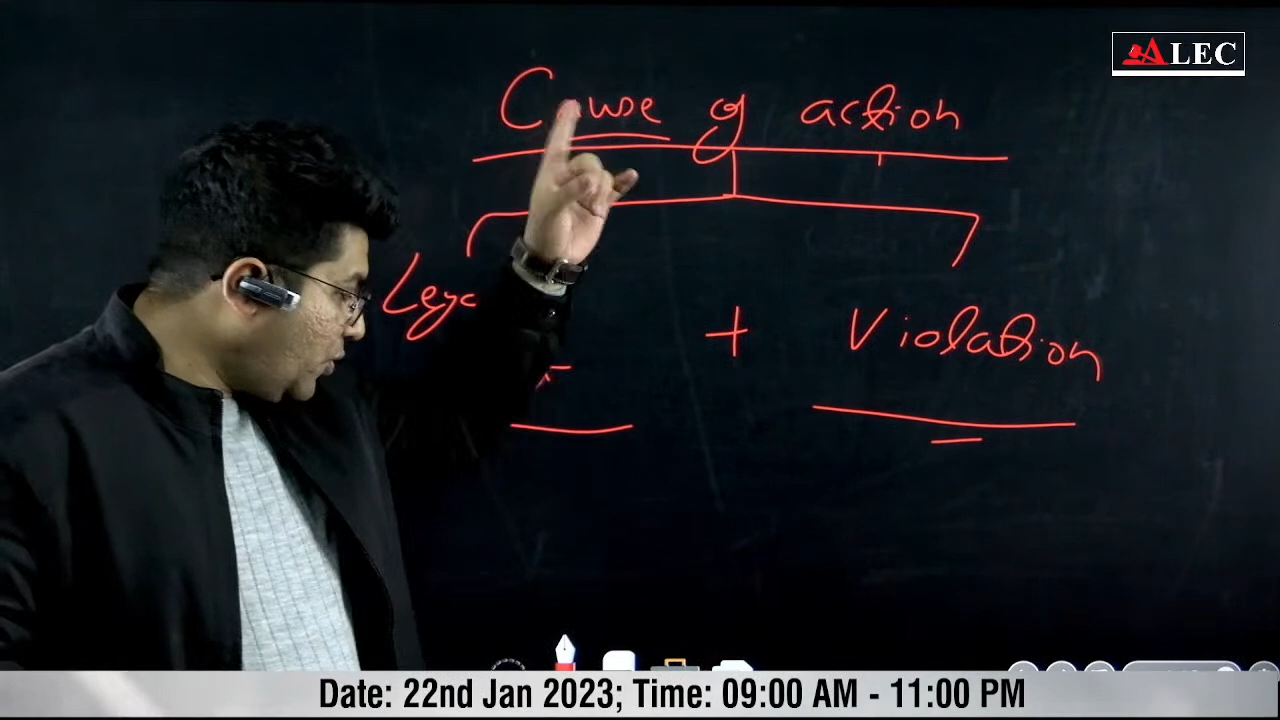 ALEC
Cause of action
+ Violation
Date: 22nd Jan 2023; Time: 09:00 AM - 11:00 PM